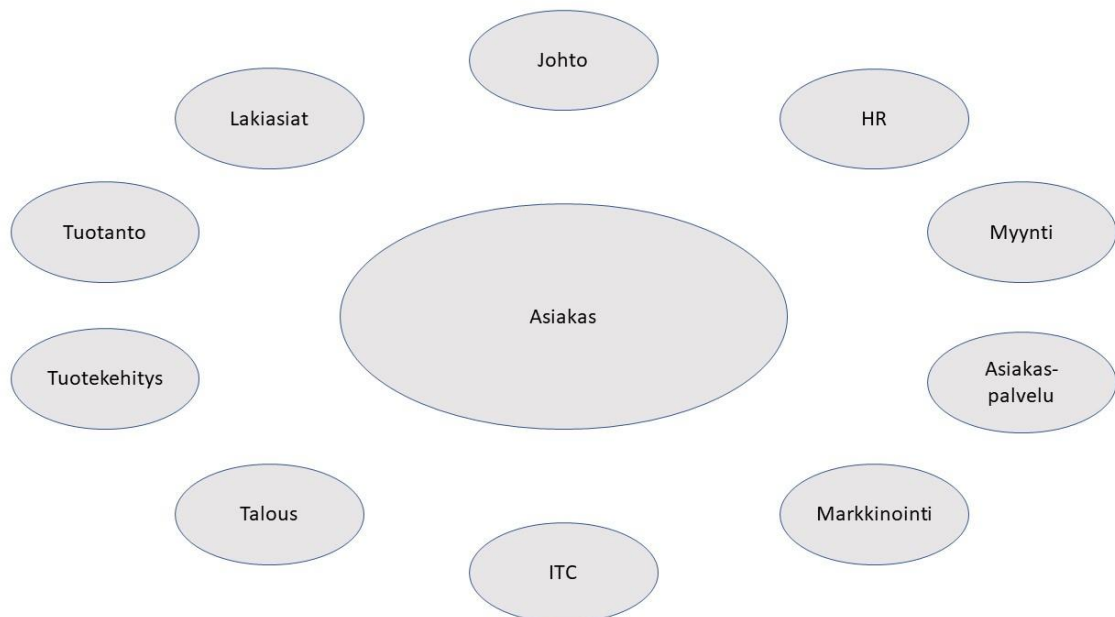 Johto
Lakiasiat
HR
Tuotanto
Myynti
Asiakas
Tuotekehitys
Asiakas-
palvelu
Talous
Markkinointi
ITC